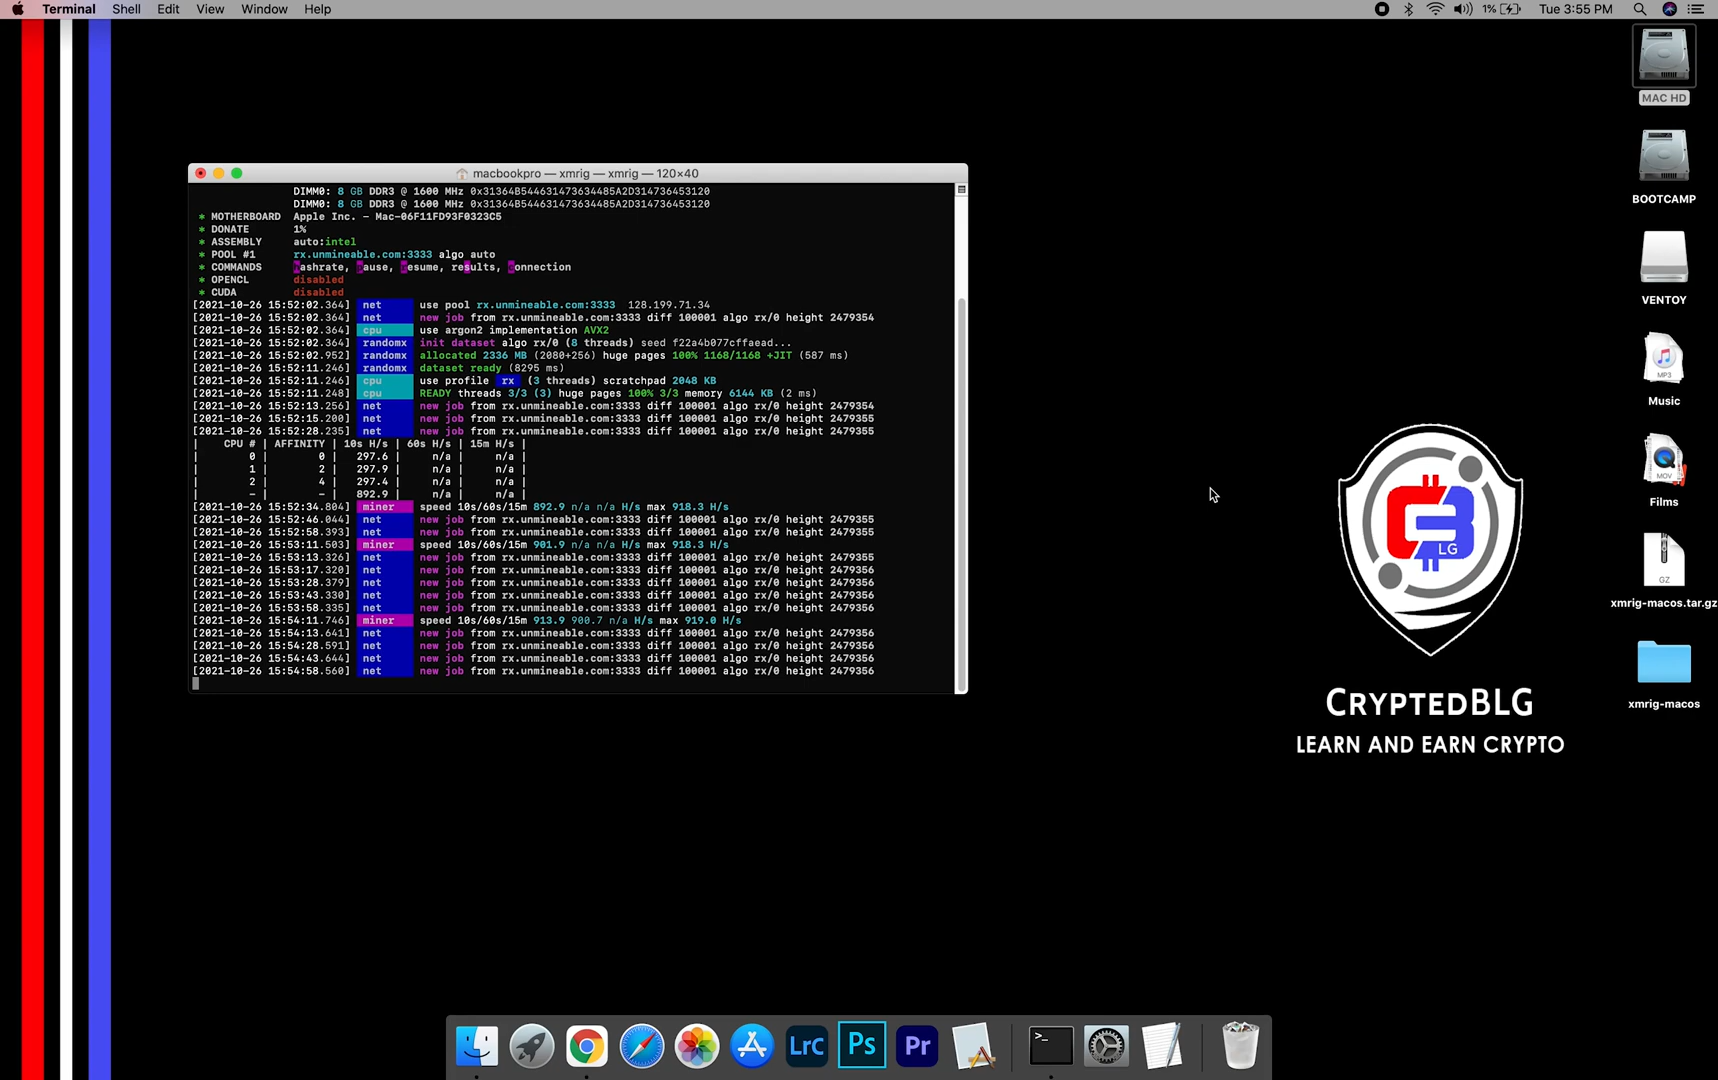 Terminal Shell Edit View Window Help
1% Tue 3:55 PM
MAC HD
BOOTCAMP
VENTOY
MP3
Music
MOV
Films
GZ
xmrig-macos.tar.gz
xmrig-macos
macbookpro — xmrig — xmrig — 120×40
DIMM0: 8 GB DDR3 @ 1600 MHz 0x31364B544631473634485A2D314736453120
DIMM0: 8 GB DDR3 @ 1600 MHz 0x31364B544631473634485A2D314736453120
* MOTHERBOARD Apple Inc. - Mac-06F11FD93F0323C5
* DONATE 1%
* ASSEMBLY auto:intel
* POOL #1 rx.unmineable.com:3333 algo auto
* COMMANDS hashrate, pause, resume, results, connection
* OPENCL disabled
* CUDA disabled
[2021-10-26 15:52:02.364] net use pool rx.unmineable.com:3333 128.199.71.34
[2021-10-26 15:52:02.364] net new job from rx.unmineable.com:3333 diff 100001 algo rx/0 height 2479354
[2021-10-26 15:52:02.364] cpu use argon2 implementation AVX2
[2021-10-26 15:52:02.364] randomx init dataset algo rx/0 (8 threads) seed f22a4b077cffaead...
[2021-10-26 15:52:02.952] randomx allocated 2336 MB (2080+256) huge pages 100% 1168/1168 +JIT (587 ms)
[2021-10-26 15:52:11.246] randomx dataset ready (8295 ms)
[2021-10-26 15:52:11.246] cpu use profile rx (3 threads) scratchpad 2048 KB
[2021-10-26 15:52:11.248] cpu READY threads 3/3 (3) huge pages 100% 3/3 memory 6144 KB (2 ms)
[2021-10-26 15:52:13.256] net new job from rx.unmineable.com:3333 diff 100001 algo rx/0 height 2479354
[2021-10-26 15:52:15.200] net new job from rx.unmineable.com:3333 diff 100001 algo rx/0 height 2479355
[2021-10-26 15:52:28.235] net new job from rx.unmineable.com:3333 diff 100001 algo rx/0 height 2479355
| CPU # | AFFINITY | 10s H/s | 60s H/s | 15m H/s |
| 0 | 0 | 297.6 | n/a | n/a |
| 1 | 2 | 297.9 | n/a | n/a |
| 2 | 4 | 297.4 | n/a | n/a |
| - | - | 892.9 | n/a | n/a |
[2021-10-26 15:52:34.804] miner speed 10s/60s/15m 892.9 n/a n/a H/s max 918.3 H/s
[2021-10-26 15:52:46.044] net new job from rx.unmineable.com:3333 diff 100001 algo rx/0 height 2479355
[2021-10-26 15:52:58.393] net new job from rx.unmineable.com:3333 diff 100001 algo rx/0 height 2479355
[2021-10-26 15:53:11.503] miner speed 10s/60s/15m 901.9 n/a n/a H/s max 918.3 H/s
[2021-10-26 15:53:13.326] net new job from rx.unmineable.com:3333 diff 100001 algo rx/0 height 2479355
[2021-10-26 15:53:17.320] net new job from rx.unmineable.com:3333 diff 100001 algo rx/0 height 2479356
[2021-10-26 15:53:28.379] net new job from rx.unmineable.com:3333 diff 100001 algo rx/0 height 2479356
[2021-10-26 15:53:43.330] net new job from rx.unmineable.com:3333 diff 100001 algo rx/0 height 2479356
[2021-10-26 15:53:58.335] net new job from rx.unmineable.com:3333 diff 100001 algo rx/0 height 2479356
[2021-10-26 15:54:11.746] miner speed 10s/60s/15m 913.9 900.7 n/a H/s max 919.0 H/s
[2021-10-26 15:54:13.641] net new job from rx.unmineable.com:3333 diff 100001 algo rx/0 height 2479356
[2021-10-26 15:54:28.591] net new job from rx.unmineable.com:3333 diff 100001 algo rx/0 height 2479356
[2021-10-26 15:54:43.644] net new job from rx.unmineable.com:3333 diff 100001 algo rx/0 height 2479356
[2021-10-26 15:54:58.560] net new job from rx.unmineable.com:3333 diff 100001 algo rx/0 height 2479356
LG
CRYPTEDBLG
LEARN AND EARN CRYPTO
LrC Ps Pr